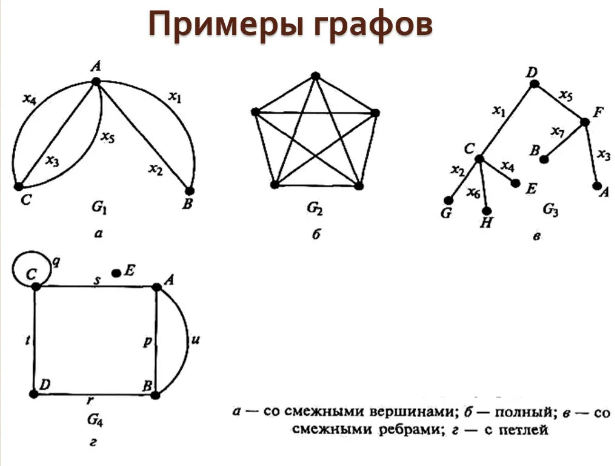 Примеры графов
A
x₄
x₁
x₅
x₃
x₂
C
B
G₁
а
G₂
б
D
x₁
x₅
F
x₇
x₃
C
B
x₂
x₄
x₆
E
A
G
H
G₃
в
q
C
s
E
A
t
p
u
D
r
B
G₄
г
а — со смежными вершинами; б — полный; в — со
смежными ребрами; г — с петлей